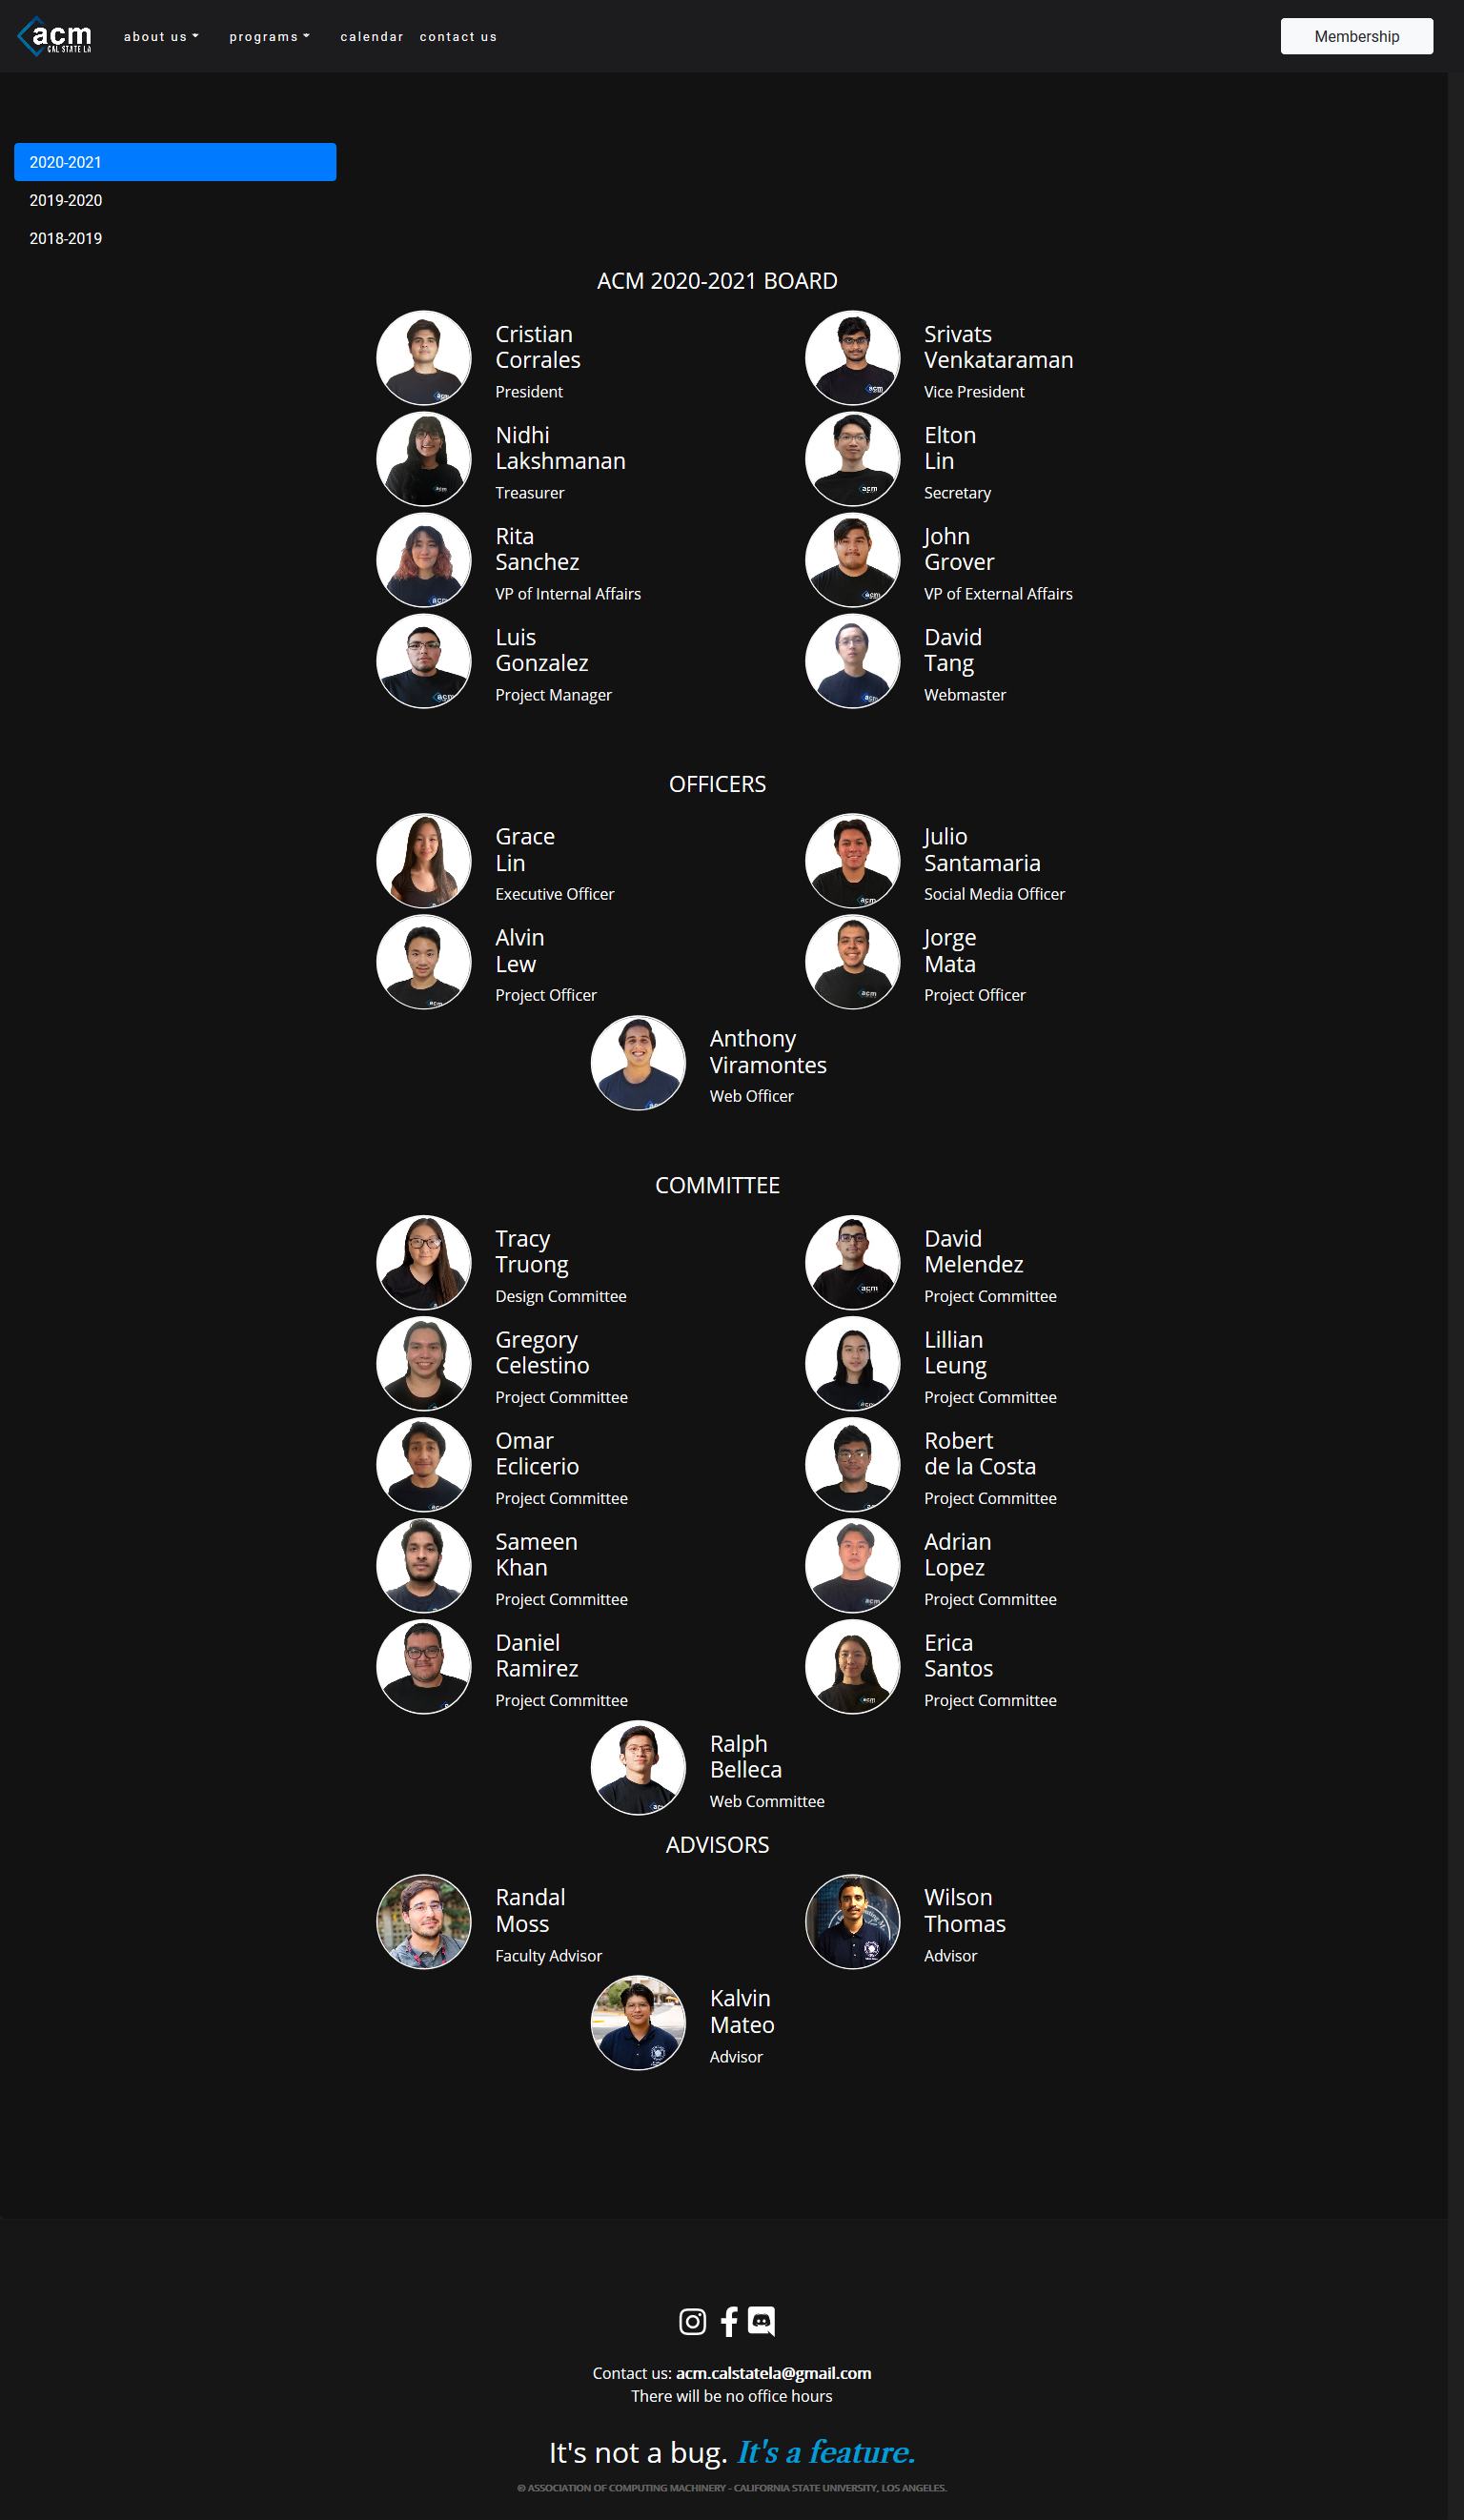 acm
CAL STATE LA
about us
programs
calendar
contact us
Membership
2020-2021
2019-2020
2018-2019
ACM 2020-2021 BOARD
Cristian
Corrales
President
Srivats
Venkataraman
Vice President
Nidhi
Lakshmanan
Treasurer
Elton
Lin
Secretary
Rita
Sanchez
VP of Internal Affairs
John
Grover
VP of External Affairs
Luis
Gonzalez
Project Manager
David
Tang
Webmaster
OFFICERS
Grace
Lin
Executive Officer
Julio
Santamaria
Social Media Officer
Alvin
Lew
Project Officer
Jorge
Mata
Project Officer
Anthony
Viramontes
Web Officer
COMMITTEE
Tracy
Truong
Design Committee
David
Melendez
Project Committee
Gregory
Celestino
Project Committee
Lillian
Leung
Project Committee
Omar
Eclicerio
Project Committee
Robert
de la Costa
Project Committee
Sameen
Khan
Project Committee
Adrian
Lopez
Project Committee
Daniel
Ramirez
Project Committee
Erica
Santos
Project Committee
Ralph
Belleca
Web Committee
ADVISORS
Randal
Moss
Faculty Advisor
Wilson
Thomas
Advisor
Kalvin
Mateo
Advisor
Contact us: acm.calstatela@gmail.com
There will be no office hours
It's not a bug. It's a feature.
© ASSOCIATION OF COMPUTING MACHINERY - CALIFORNIA STATE UNIVERSITY, LOS ANGELES.